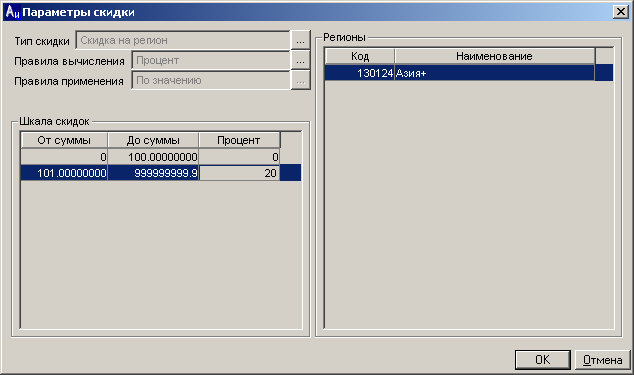 Аи Параметры скидки
Тип скидки Скидка на регион ...
Правила вычисления Процент ...
Правила применения По значению ...
Шкала скидок
От суммы До суммы Процент
0 100.00000000 0
101.00000000 999999999.9 20
Регионы
Код Наименование
130124 Азия+
OK Отмена